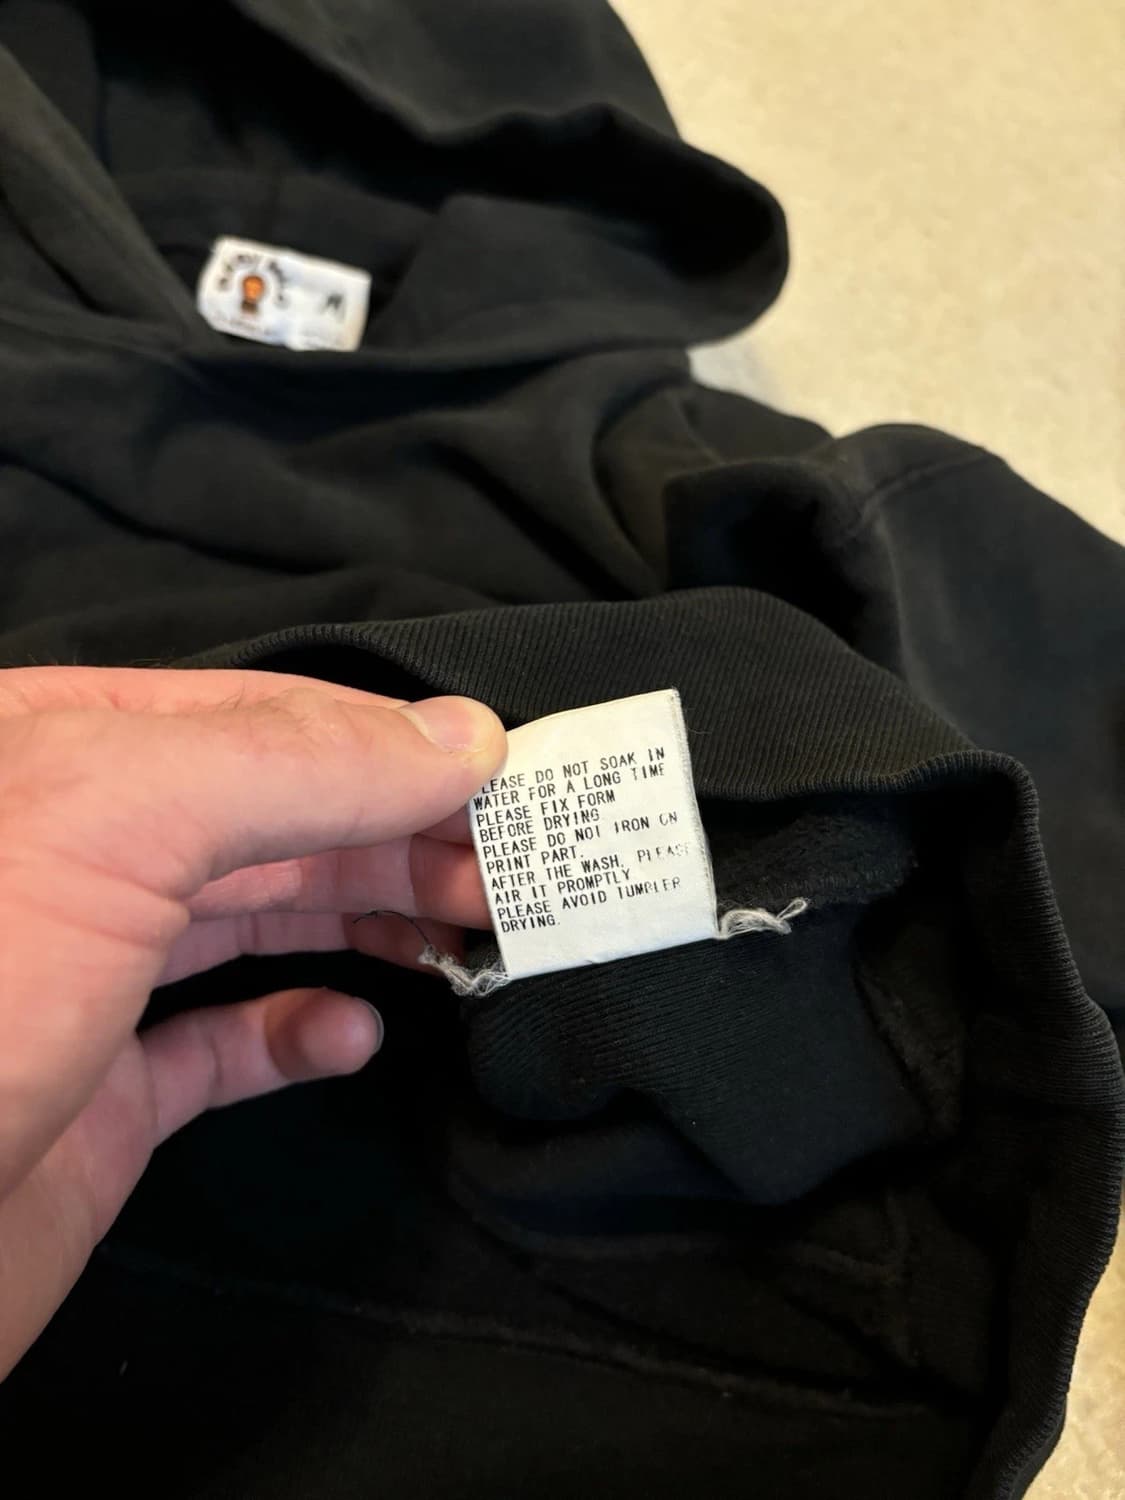 M
LEASE DO NOT SOAK IN
WATER FOR A LONG TIME
PLEASE FIX FORM
BEFORE DRYING.
PLEASE DO NOT IRON ON
PRINT PART.
AFTER THE WASH, PLEASE
AIR IT PROMPTLY
PLEASE AVOID TUMBLER
DRYING.